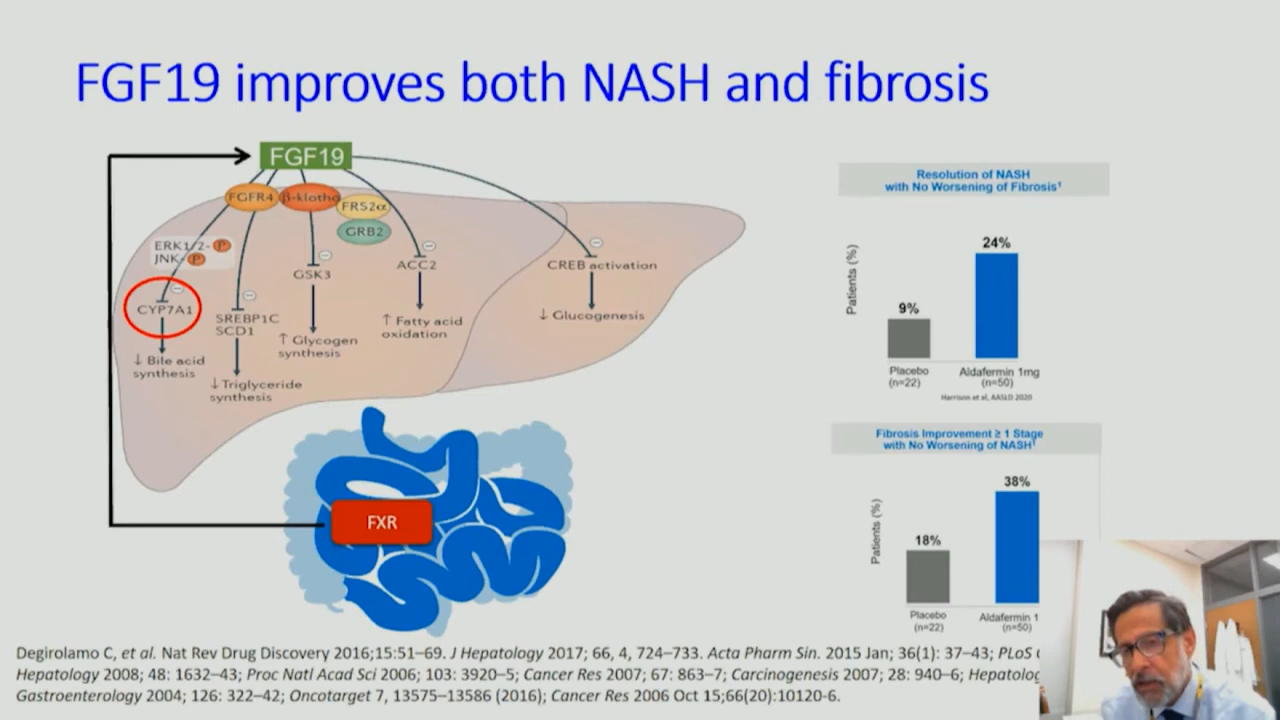 FGF19 improves both NASH and fibrosis
FGF19
FGFR4
β-klotho
FRS2α
GRB2
ERK1/2- P
JNK- P
CYP7A1
↓ Bile acid
synthesis
SREBP1C
SCD1
↓ Triglyceride
synthesis
GSK3
↑ Glycogen
synthesis
ACC2
↑ Fatty acid
oxidation
CREB activation
↓ Glucogenesis
FXR
Resolution of NASH
with No Worsening of Fibrosis¹
Patients (%)
9%
24%
Placebo
(n=22)
Aldafermin 1mg
(n=50)
Harrison et al, AASLD 2020
Fibrosis Improvement ≥ 1 Stage
with No Worsening of NASH¹
Patients (%)
18%
38%
Placebo
(n=22)
Aldafermin 1
(n=50)
Degirolamo C, et al. Nat Rev Drug Discovery 2016;15:51–69. J Hepatology 2017; 66, 4, 724–733. Acta Pharm Sin. 2015 Jan; 36(1): 37–43; PLoS
Hepatology 2008; 48: 1632–43; Proc Natl Acad Sci 2006; 103: 3920–5; Cancer Res 2007; 67: 863–7; Carcinogenesis 2007; 28: 940–6; Hepatolog
Gastroenterology 2004; 126: 322–42; Oncotarget 7, 13575–13586 (2016); Cancer Res 2006 Oct 15;66(20):10120-6.